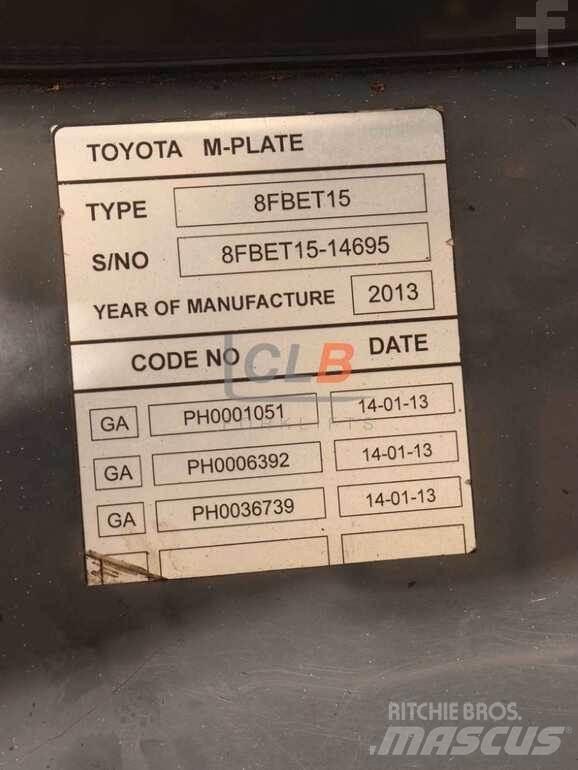 f
TOYOTA M-PLATE
TYPE 8FBET15
S/NO 8FBET15-14695
YEAR OF MANUFACTURE 2013
CODE NO DATE
CLB
GA PH0001051 14-01-13
FORKLIFTS
GA PH0006392 14-01-13
GA PH0036739 14-01-13
RITCHIE BROS.
MASCUS